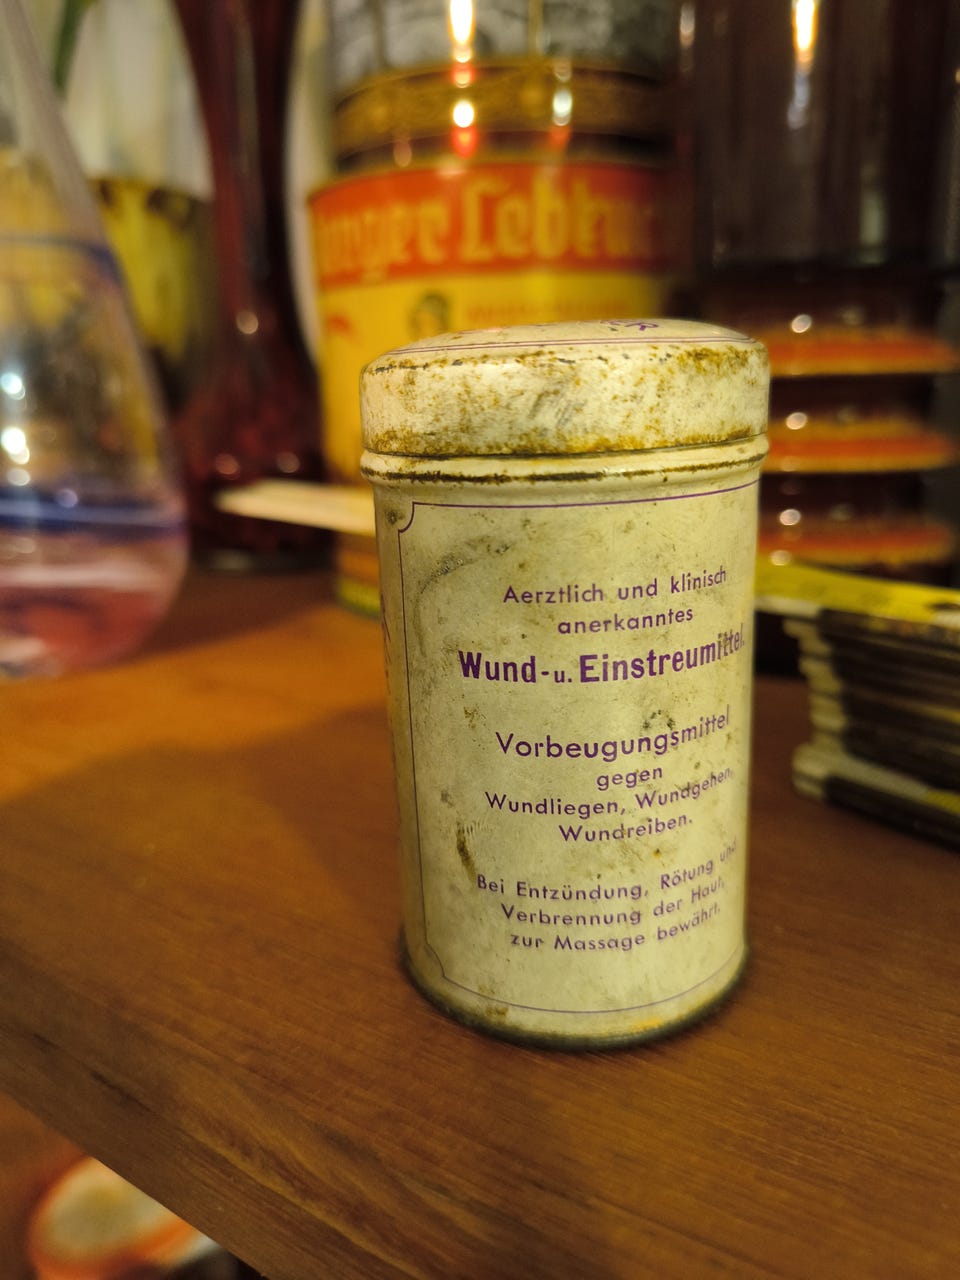 Lebku
Aerztlich und klinisch
anerkanntes
Wund-u. Einstreumittel.
Vorbeugungsmittel
gegen
Wundliegen, Wundgehen,
Wundreiben.
Bei Entzündung, Rötung und
Verbrennung der Haut,
zur Massage bewährt.